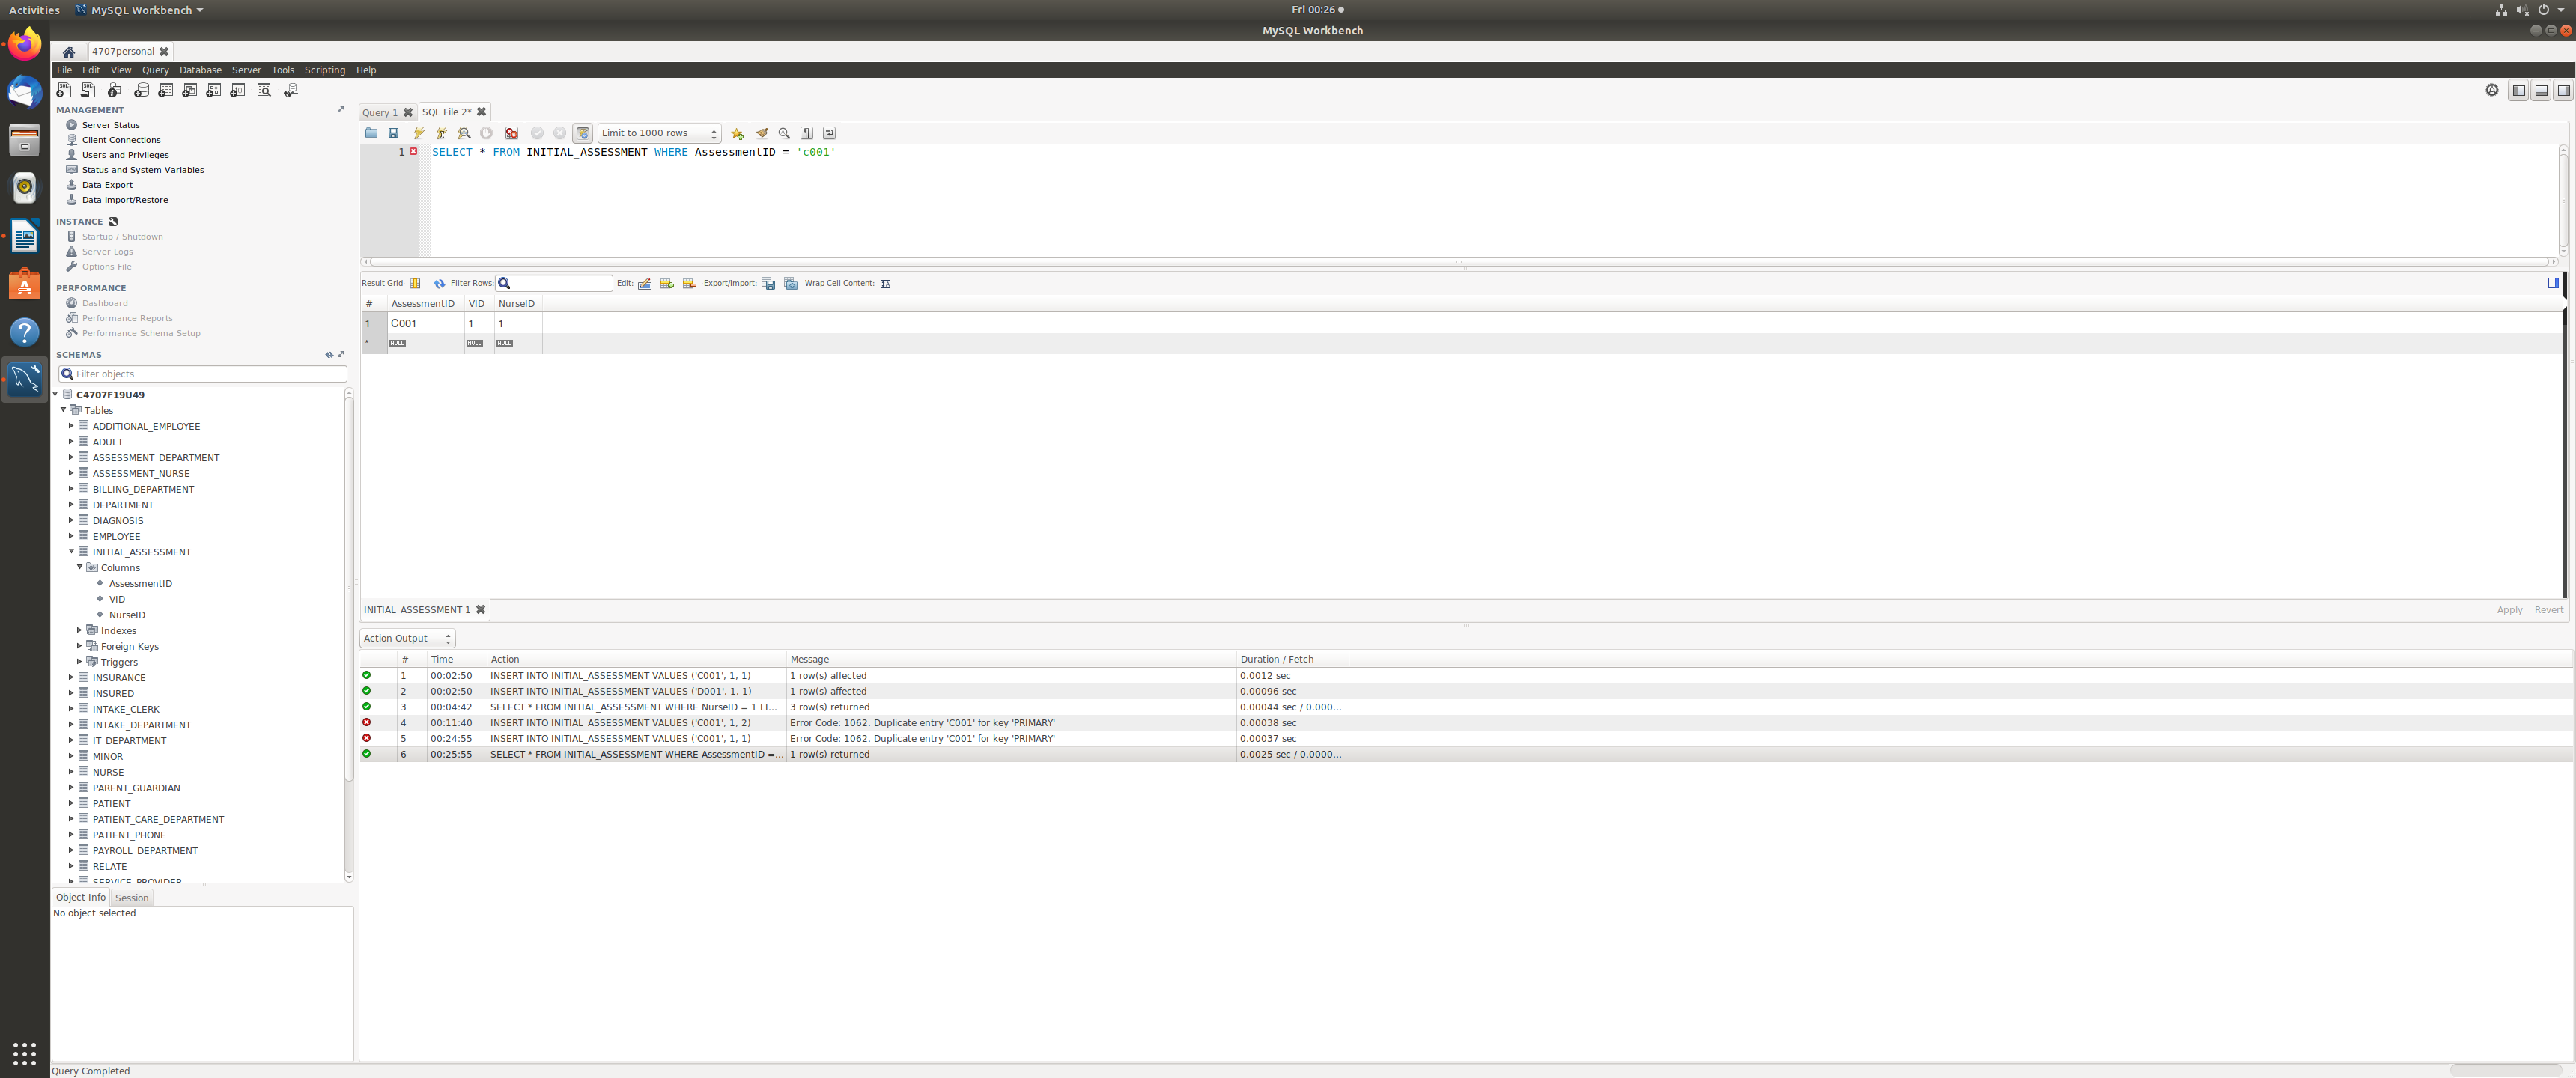 Activities MySQL Workbench Fri 00:26
MySQL Workbench
4707personal
File Edit View Query Database Server Tools Scripting Help
MANAGEMENT
Server Status
Client Connections
Users and Privileges
Status and System Variables
Data Export
Data Import/Restore
INSTANCE
Startup / Shutdown
Server Logs
Options File
PERFORMANCE
Dashboard
Performance Reports
Performance Schema Setup
SCHEMAS
Filter objects
C4707F19U49
Tables
ADDITIONAL_EMPLOYEE
ADULT
ASSESSMENT_DEPARTMENT
ASSESSMENT_NURSE
BILLING_DEPARTMENT
DEPARTMENT
DIAGNOSIS
EMPLOYEE
INITIAL_ASSESSMENT
Columns
AssessmentID
VID
NurseID
Indexes
Foreign Keys
Triggers
INSURANCE
INSURED
INTAKE_CLERK
INTAKE_DEPARTMENT
IT_DEPARTMENT
MINOR
NURSE
PARENT_GUARDIAN
PATIENT
PATIENT_CARE_DEPARTMENT
PATIENT_PHONE
PAYROLL_DEPARTMENT
RELATE
SERVICE_PROVIDER
Object Info Session
No object selected
Query 1 SQL File 2*
Limit to 1000 rows
1 SELECT * FROM INITIAL_ASSESSMENT WHERE AssessmentID = 'c001'
Result Grid Filter Rows: Edit: Export/Import: Wrap Cell Content:
# AssessmentID VID NurseID
1 C001 1 1
* NULL NULL NULL
INITIAL_ASSESSMENT 1 Apply Revert
Action Output
# Time Action Message Duration / Fetch
1 00:02:50 INSERT INTO INITIAL_ASSESSMENT VALUES ('C001', 1, 1) 1 row(s) affected 0.0012 sec
2 00:02:50 INSERT INTO INITIAL_ASSESSMENT VALUES ('D001', 1, 1) 1 row(s) affected 0.00096 sec
3 00:04:42 SELECT * FROM INITIAL_ASSESSMENT WHERE NurseID = 1 LI... 3 row(s) returned 0.00044 sec / 0.000...
4 00:11:40 INSERT INTO INITIAL_ASSESSMENT VALUES ('C001', 1, 2) Error Code: 1062. Duplicate entry 'C001' for key 'PRIMARY' 0.00038 sec
5 00:24:55 INSERT INTO INITIAL_ASSESSMENT VALUES ('C001', 1, 1) Error Code: 1062. Duplicate entry 'C001' for key 'PRIMARY' 0.00037 sec
6 00:25:55 SELECT * FROM INITIAL_ASSESSMENT WHERE AssessmentID =... 1 row(s) returned 0.0025 sec / 0.0000...
Query Completed